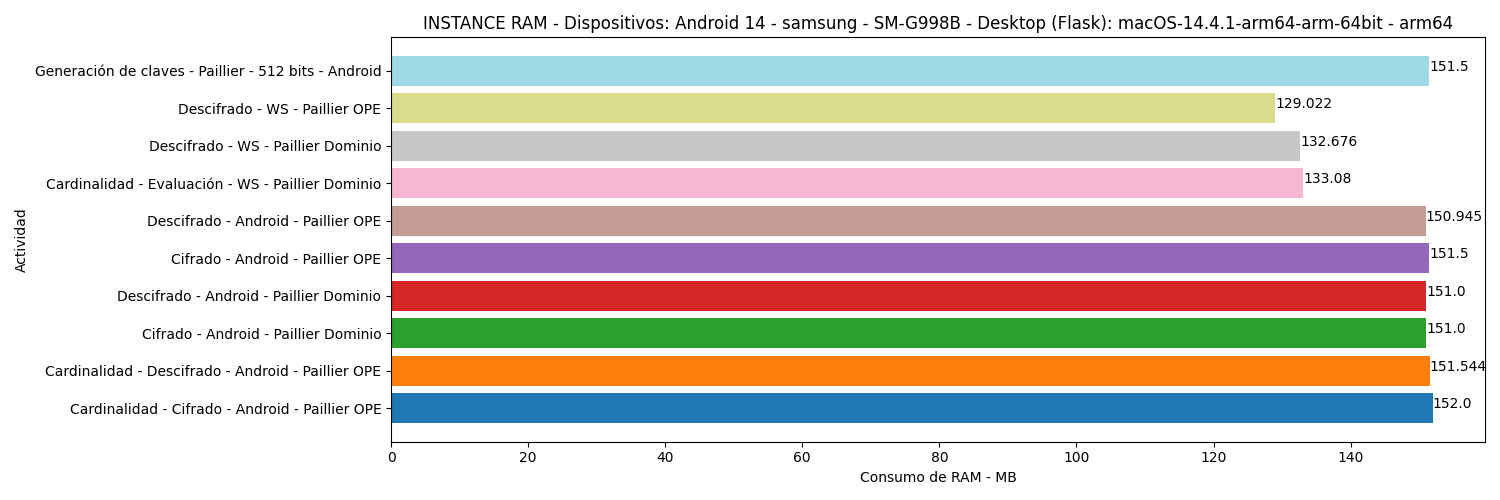 INSTANCE RAM - Dispositivos: Android 14 - samsung - SM-G998B - Desktop (Flask): macOS-14.4.1-arm64-arm-64bit - arm64
Generación de claves - Paillier - 512 bits - Android 151.5
Descifrado - WS - Paillier OPE 129.022
Descifrado - WS - Paillier Dominio 132.676
Cardinalidad - Evaluación - WS - Paillier Dominio 133.08
Descifrado - Android - Paillier OPE 150.945
Cifrado - Android - Paillier OPE 151.5
Descifrado - Android - Paillier Dominio 151.0
Cifrado - Android - Paillier Dominio 151.0
Cardinalidad - Descifrado - Android - Paillier OPE 151.544
Cardinalidad - Cifrado - Android - Paillier OPE 152.0
Actividad
0 20 40 60 80 100 120 140
Consumo de RAM - MB